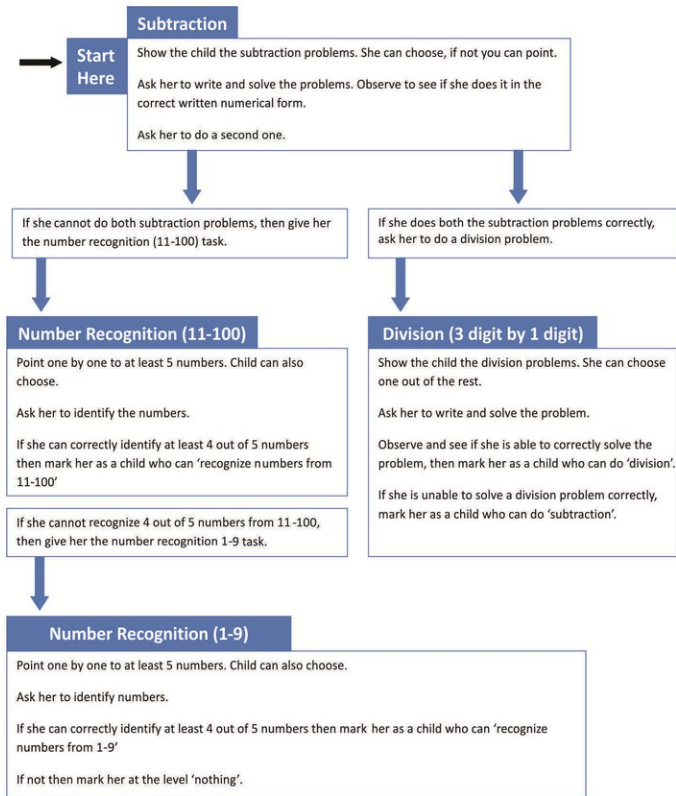 Subtraction
Start
Here
Show the child the subtraction problems. She can choose, if not you can point.
Ask her to write and solve the problems. Observe to see if she does it in the
correct written numerical form.
Ask her to do a second one.
If she cannot do both subtraction problems, then give her
the number recognition (11-100) task.
If she does both the subtraction problems correctly,
ask her to do a division problem.
Number Recognition (11-100)
Point one by one to at least 5 numbers. Child can also
choose.
Ask her to identify the numbers.
If she can correctly identify at least 4 out of 5 numbers
then mark her as a child who can ‘recognize numbers from
11-100’
If she cannot recognize 4 out of 5 numbers from 11-100,
then give her the number recognition 1-9 task.
Division (3 digit by 1 digit)
Show the child the division problems. She can choose
one out of the rest.
Ask her to write and solve the problem.
Observe and see if she is able to correctly solve the
problem, then mark her as a child who can do ‘division’.
If she is unable to solve a division problem correctly,
mark her as a child who can do ‘subtraction’.
Number Recognition (1-9)
Point one by one to at least 5 numbers. Child can also choose.
Ask her to identify numbers.
If she can correctly identify at least 4 out of 5 numbers then mark her as a child who can ‘recognize
numbers from 1-9’
If not then mark her at the level ‘nothing’.